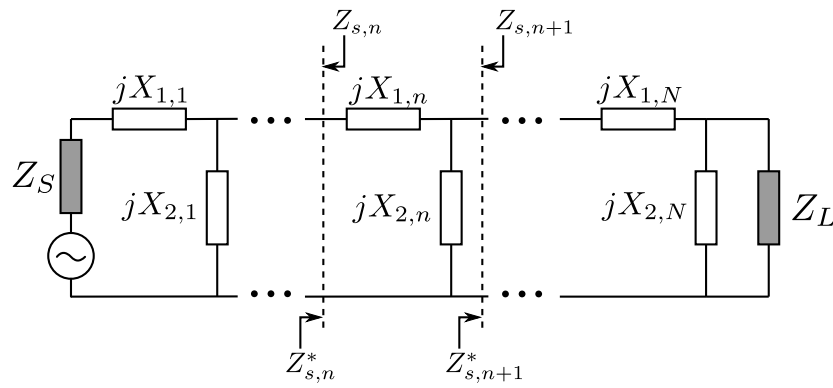 Z_{s,n}
Z_{s,n+1}
jX_{1,1}
jX_{1,n}
jX_{1,N}
Z_S
jX_{2,1}
jX_{2,n}
jX_{2,N}
Z_L
Z^*_{s,n}
Z^*_{s,n+1}